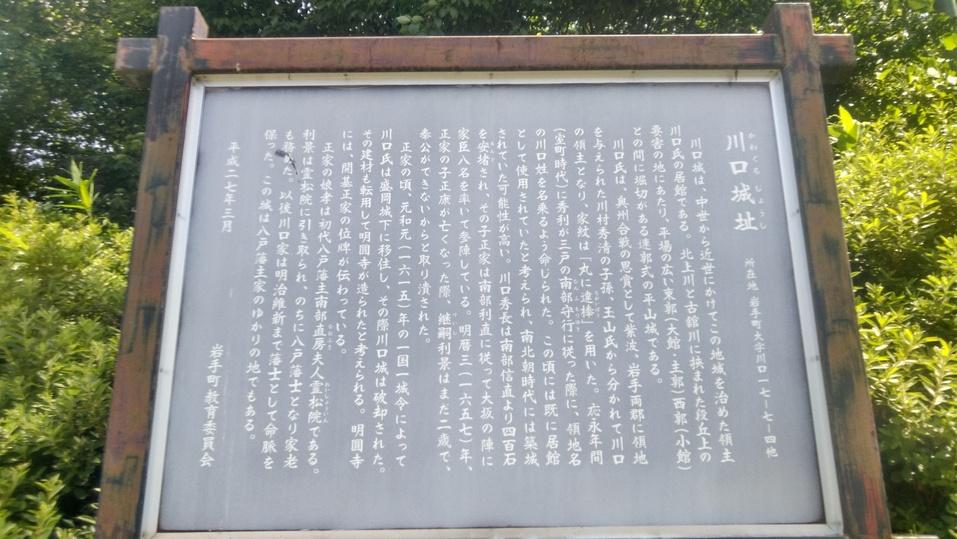 川口城址
かわぐちじょうし
所在地 岩手町大字川口一七ー七ー四他
川口城は、中世から近世にかけてこの地域を治めた領主
川口氏の居館である。北上川と古館川に挟まれた段丘上の
要害の地にあたり、平場の広い東郭（大館・主郭）西郭（小館）
との間に堀切がある連郭式の平山城である。
川口氏は、奥州合戦の恩賞として紫波、岩手両郡に領地
を与えられた川村秀清の子孫、玉山氏から分かれて川口
の領主となり、家紋は「丸に違棒」を用いた。応永年間
（室町時代）に秀利が三戸の南部守行に従った際に、領地名
の川口姓を名乗るよう命じられた。この頃には既に居館
として使用されていたと考えられ、南北朝時代には築城
されていた可能性が高い。川口秀長は南部信直より四百石
を安堵され、その子正家は南部利直に従って大坂の陣に
家臣八名を率いて参陣している。明暦三（一六五七）年、
正家の子正康が亡くなった際、継嗣利景はまだ二歳で、
奉公ができないからと取り潰された。
正家の頃、元和元（一六一五）年の一国一城令によって
川口氏は盛岡城下に移住し、その際川口城は破却された。
その建材も転用して明圓寺が造られたと考えられる。明圓寺
には、開基正家の位牌が伝わっている。
正家の娘孝は初代八戸藩主南部直房夫人霊松院である。
利景は霊松院に引き取られ、のちに八戸藩士となり家老
も務めた。以後川口家は明治維新まで藩士として命脈を
保った。この城は八戸藩主家のゆかりの地でもある。
平成二七年三月
岩手町教育委員会